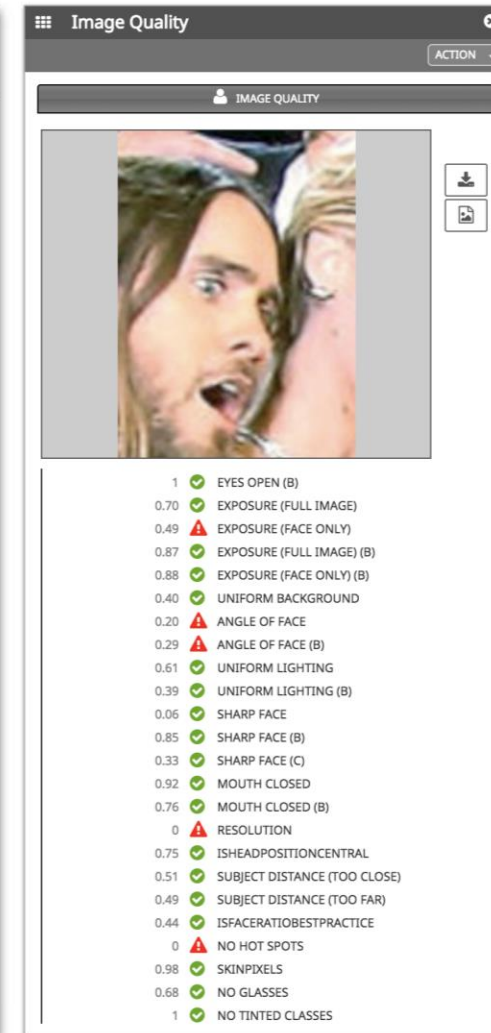 Image Quality
ACTION
IMAGE QUALITY
1 EYES OPEN (B)
0.70 EXPOSURE (FULL IMAGE)
0.49 EXPOSURE (FACE ONLY)
0.87 EXPOSURE (FULL IMAGE) (B)
0.88 EXPOSURE (FACE ONLY) (B)
0.40 UNIFORM BACKGROUND
0.20 ANGLE OF FACE
0.29 ANGLE OF FACE (B)
0.61 UNIFORM LIGHTING
0.39 UNIFORM LIGHTING (B)
0.06 SHARP FACE
0.85 SHARP FACE (B)
0.33 SHARP FACE (C)
0.92 MOUTH CLOSED
0.76 MOUTH CLOSED (B)
0 RESOLUTION
0.75 ISHEADPOSITIONCENTRAL
0.51 SUBJECT DISTANCE (TOO CLOSE)
0.49 SUBJECT DISTANCE (TOO FAR)
0.44 ISFACERATIOBESTPRACTICE
0 NO HOT SPOTS
0.98 SKINPIXELS
0.68 NO GLASSES
1 NO TINTED CLASSES